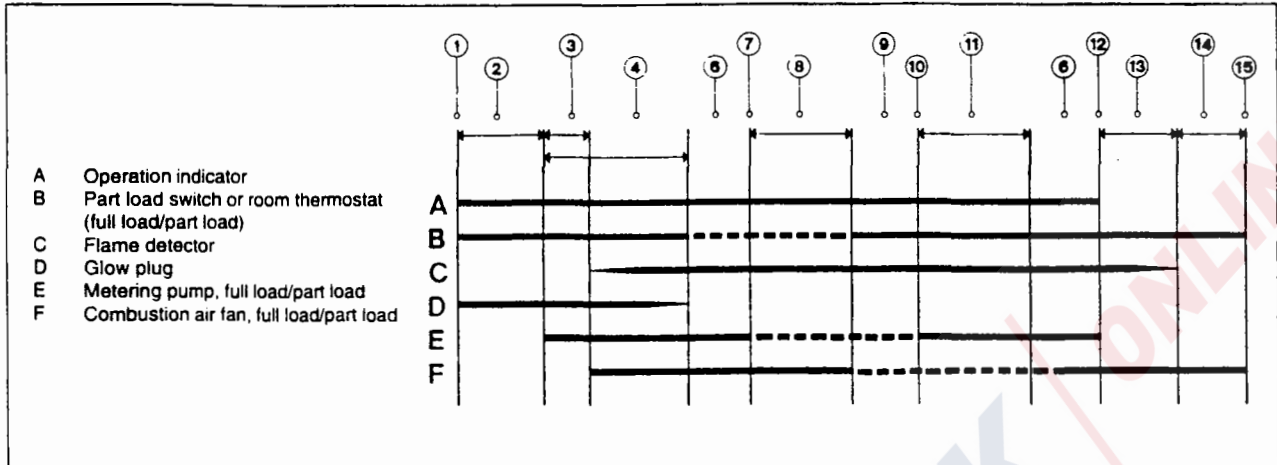 ① ③ ⑦ ⑨ ⑪ ⑫ ⑭
② ④ ⑥ ⑧ ⑩ ⑥ ⑬ ⑮
A Operation indicator
B Part load switch or room thermostat
(full load/part load)
C Flame detector
D Glow plug
E Metering pump, full load/part load
F Combustion air fan, full load/part load
A
B
C
D
E
F
ONLIN
K